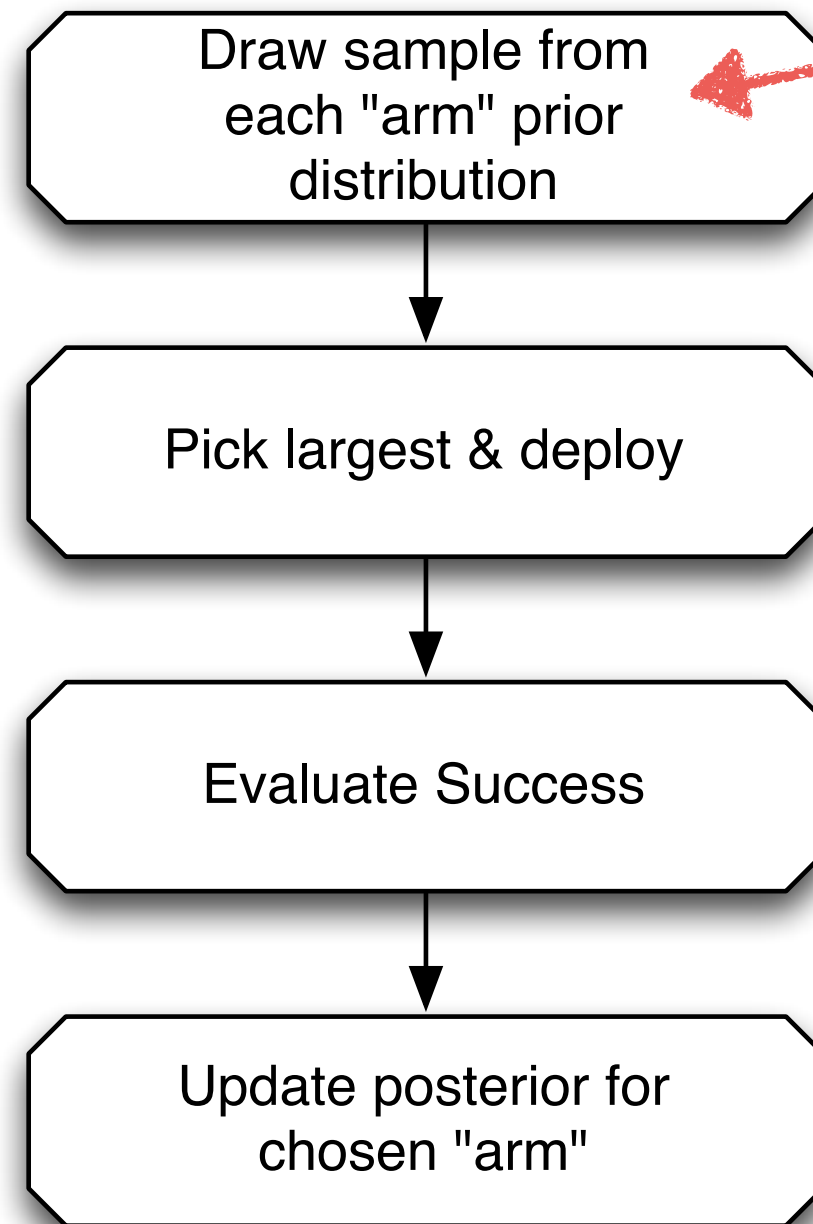 Draw sample from
each "arm" prior
distribution
Pick largest & deploy
Evaluate Success
Update posterior for
chosen "arm"